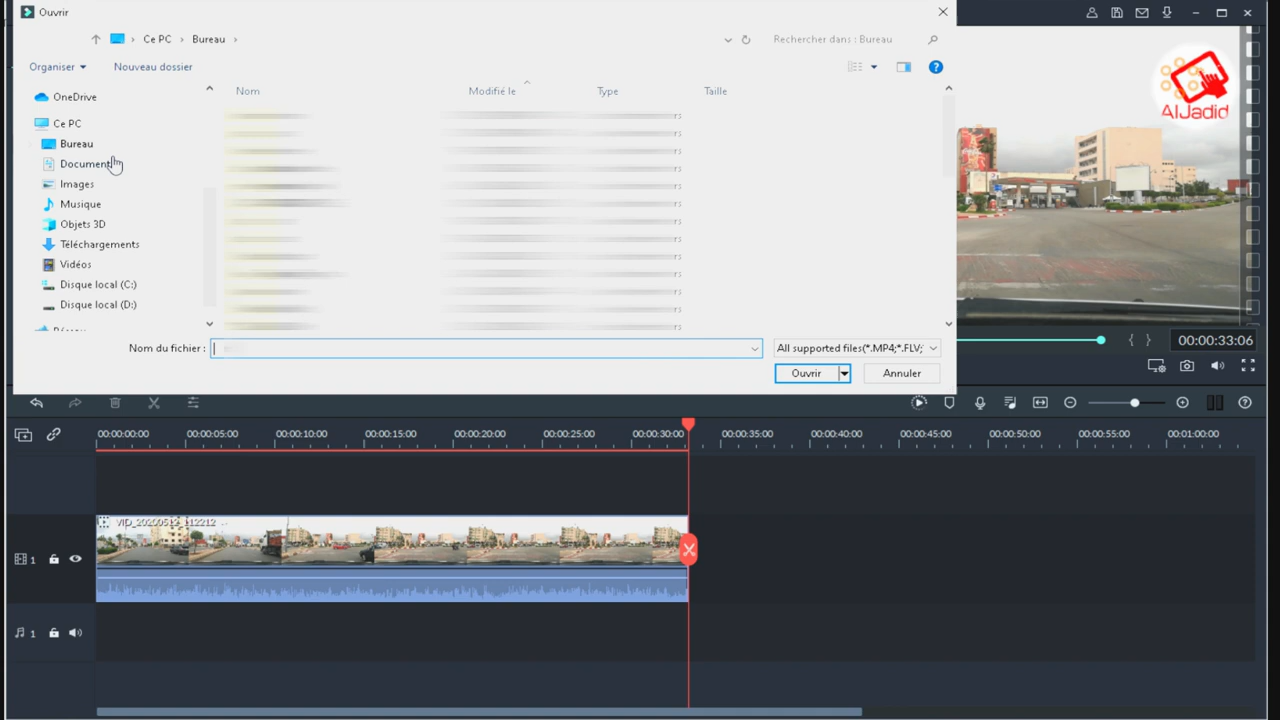 Ouvrir
Ce PC > Bureau >
Rechercher dans : Bureau
Organiser
Nouveau dossier
Nom
Modifié le
Type
Taille
OneDrive
Ce PC
Bureau
Document
Images
Musique
Objets 3D
Téléchargements
Vidéos
Disque local (C:)
Disque local (D:)
Nom du fichier :
All supported files(*.MP4;*.FLV;
Ouvrir
Annuler
AlJadid
00:00:33:06
00:00:00:00 00:00:05:00 00:00:10:00 00:00:15:00 00:00:20:00 00:00:25:00 00:00:30:00 00:00:35:00 00:00:40:00 00:00:45:00 00:00:50:00 00:00:55:00 00:01:00:00
1
1